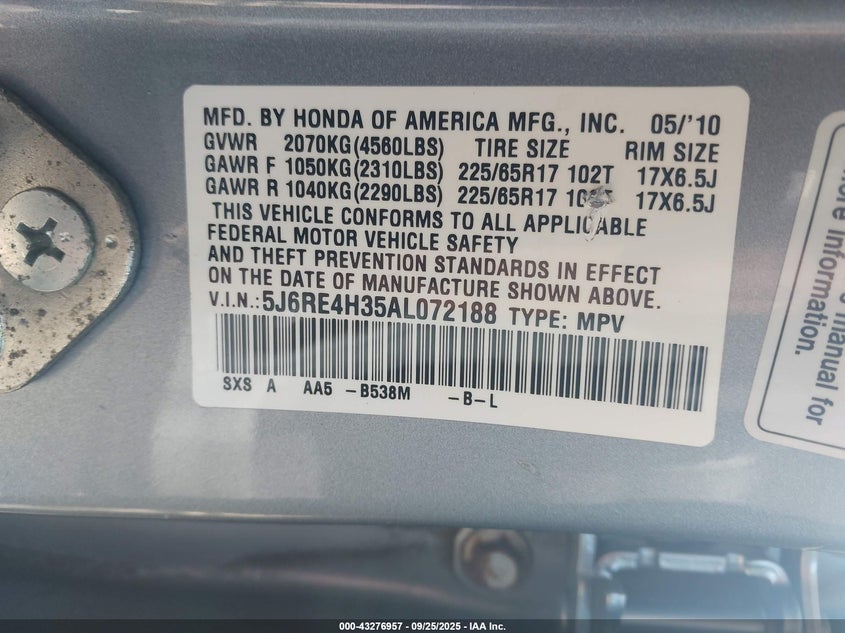 MFD. BY HONDA OF AMERICA MFG., INC. 05/'10
GVWR 2070KG(4560LBS) TIRE SIZE RIM SIZE
GAWR F 1050KG(2310LBS) 225/65R17 102T 17X6.5J
GAWR R 1040KG(2290LBS) 225/65R17 17X6.5J
THIS VEHICLE CONFORMS TO ALL APPLICABLE
FEDERAL MOTOR VEHICLE SAFETY
AND THEFT PREVENTION STANDARDS IN EFFECT
ON THE DATE OF MANUFACTURE SHOWN ABOVE.
V.I.N.:5J6RE4H35AL072188 TYPE: MPV
SXS A AA5 -B538M -B-L
information.
manual for
000-43276957 - 09/25/2025 - IAA Inc.